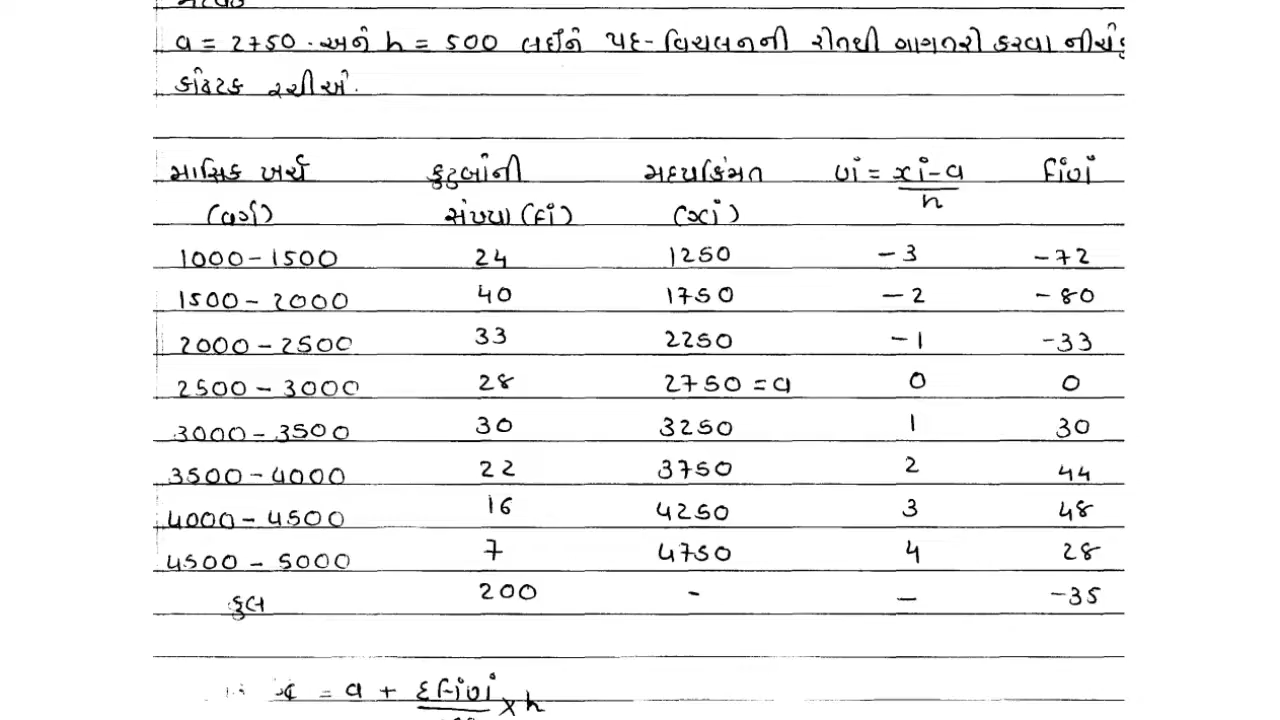 a = 2750 અને h = 500 લઈને પદ-વિચલનની રીતથી ગણતરી કરવા નીચેનું
કોષ્ટક રચીએ.
માસિક ખર્ચ કુટુંબોની મધ્યકિંમત ui = xi - a / h fiui
(વર્ગ) સંખ્યા (fi) (xi)
1000 - 1500 24 1250 -3 -72
1500 - 2000 40 1750 -2 -80
2000 - 2500 33 2250 -1 -33
2500 - 3000 28 2750 = a 0 0
3000 - 3500 30 3250 1 30
3500 - 4000 22 3750 2 44
4000 - 4500 16 4250 3 48
4500 - 5000 7 4750 4 28
કુલ 200 - - -35
= a + Σfiui × h